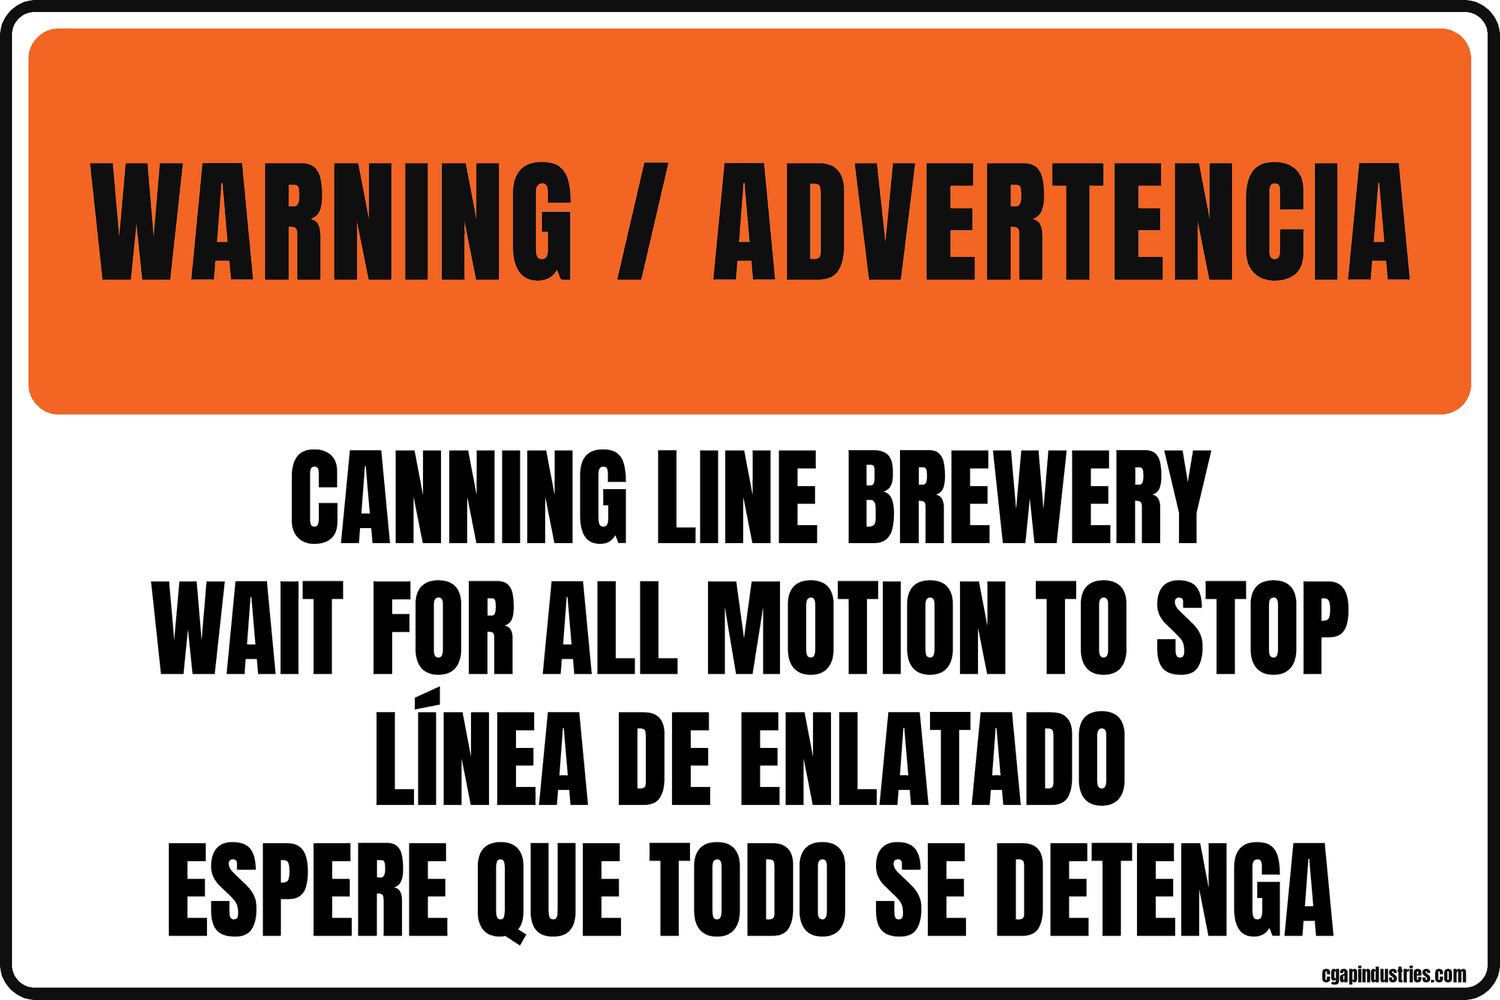 WARNING / ADVERTENCIA
CANNING LINE BREWERY
WAIT FOR ALL MOTION TO STOP
LÍNEA DE ENLATADO
ESPERE QUE TODO SE DETENGA
cgapindustries.com